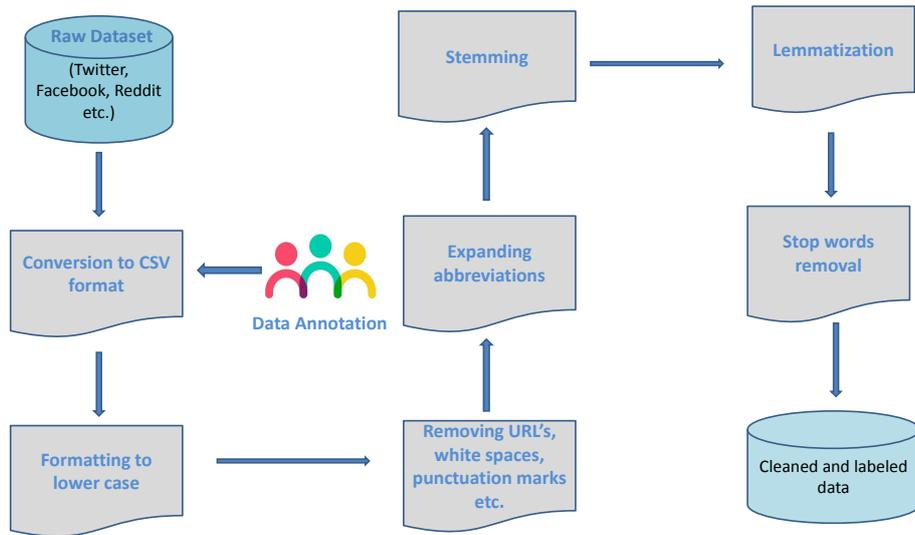 Raw Dataset
(Twitter,
Facebook, Reddit
etc.)
Conversion to CSV
format
Data Annotation
Formatting to
lower case
Removing URL's,
white spaces,
punctuation marks
etc.
Expanding
abbreviations
Stemming
Lemmatization
Stop words
removal
Cleaned and labeled
data